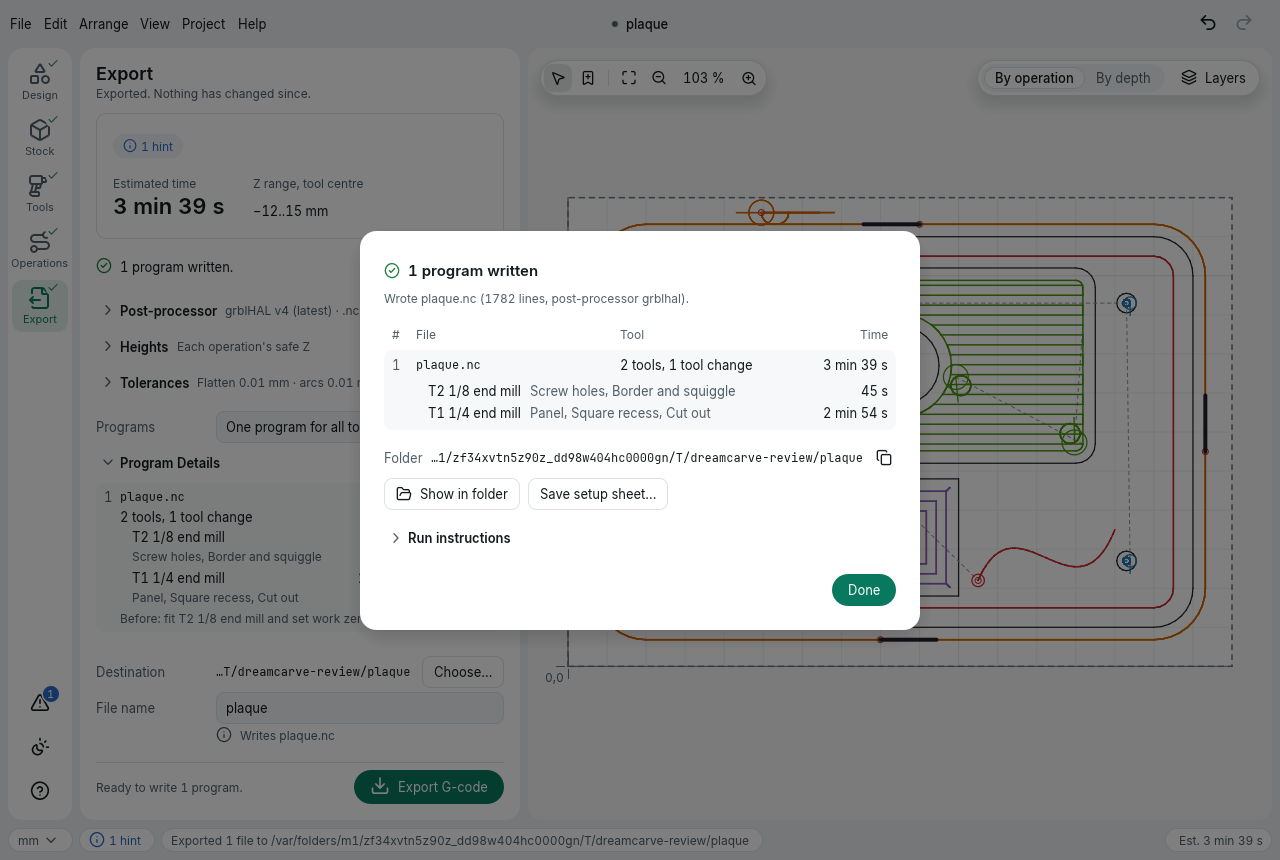 File Edit Arrange View Project Help
plaque
Design
Stock
Tools
Operations
Export
1
Export
Exported. Nothing has changed since.
1 hint
Estimated time
Z range, tool centre
3 min 39 s
−12..15 mm
1 program written.
Post-processor grblHAL v4 (latest) · .nc
Heights Each operation's safe Z
Tolerances Flatten 0.01 mm · arcs 0.01
Programs One program for all to
Program Details
1 plaque.nc
2 tools, 1 tool change
T2 1/8 end mill
Screw holes, Border and squiggle
T1 1/4 end mill
Panel, Square recess, Cut out
Before: fit T2 1/8 end mill and set work
Destination …T/dreamcarve-review/plaque Choose...
File name plaque
Writes plaque.nc
Ready to write 1 program. Export G-code
103 %
By operation By depth Layers
0,0
1 program written
Wrote plaque.nc (1782 lines, post-processor grblhal).
# File Tool Time
1 plaque.nc 2 tools, 1 tool change 3 min 39 s
T2 1/8 end mill Screw holes, Border and squiggle 45 s
T1 1/4 end mill Panel, Square recess, Cut out 2 min 54 s
Folder …1/zf34xvtn5z90z_dd98w404hc0000gn/T/dreamcarve-review/plaque
Show in folder Save setup sheet...
Run instructions
Done
mm 1 hint Exported 1 file to /var/folders/m1/zf34xvtn5z90z_dd98w404hc0000gn/T/dreamcarve-review/plaque Est. 3 min 39 s